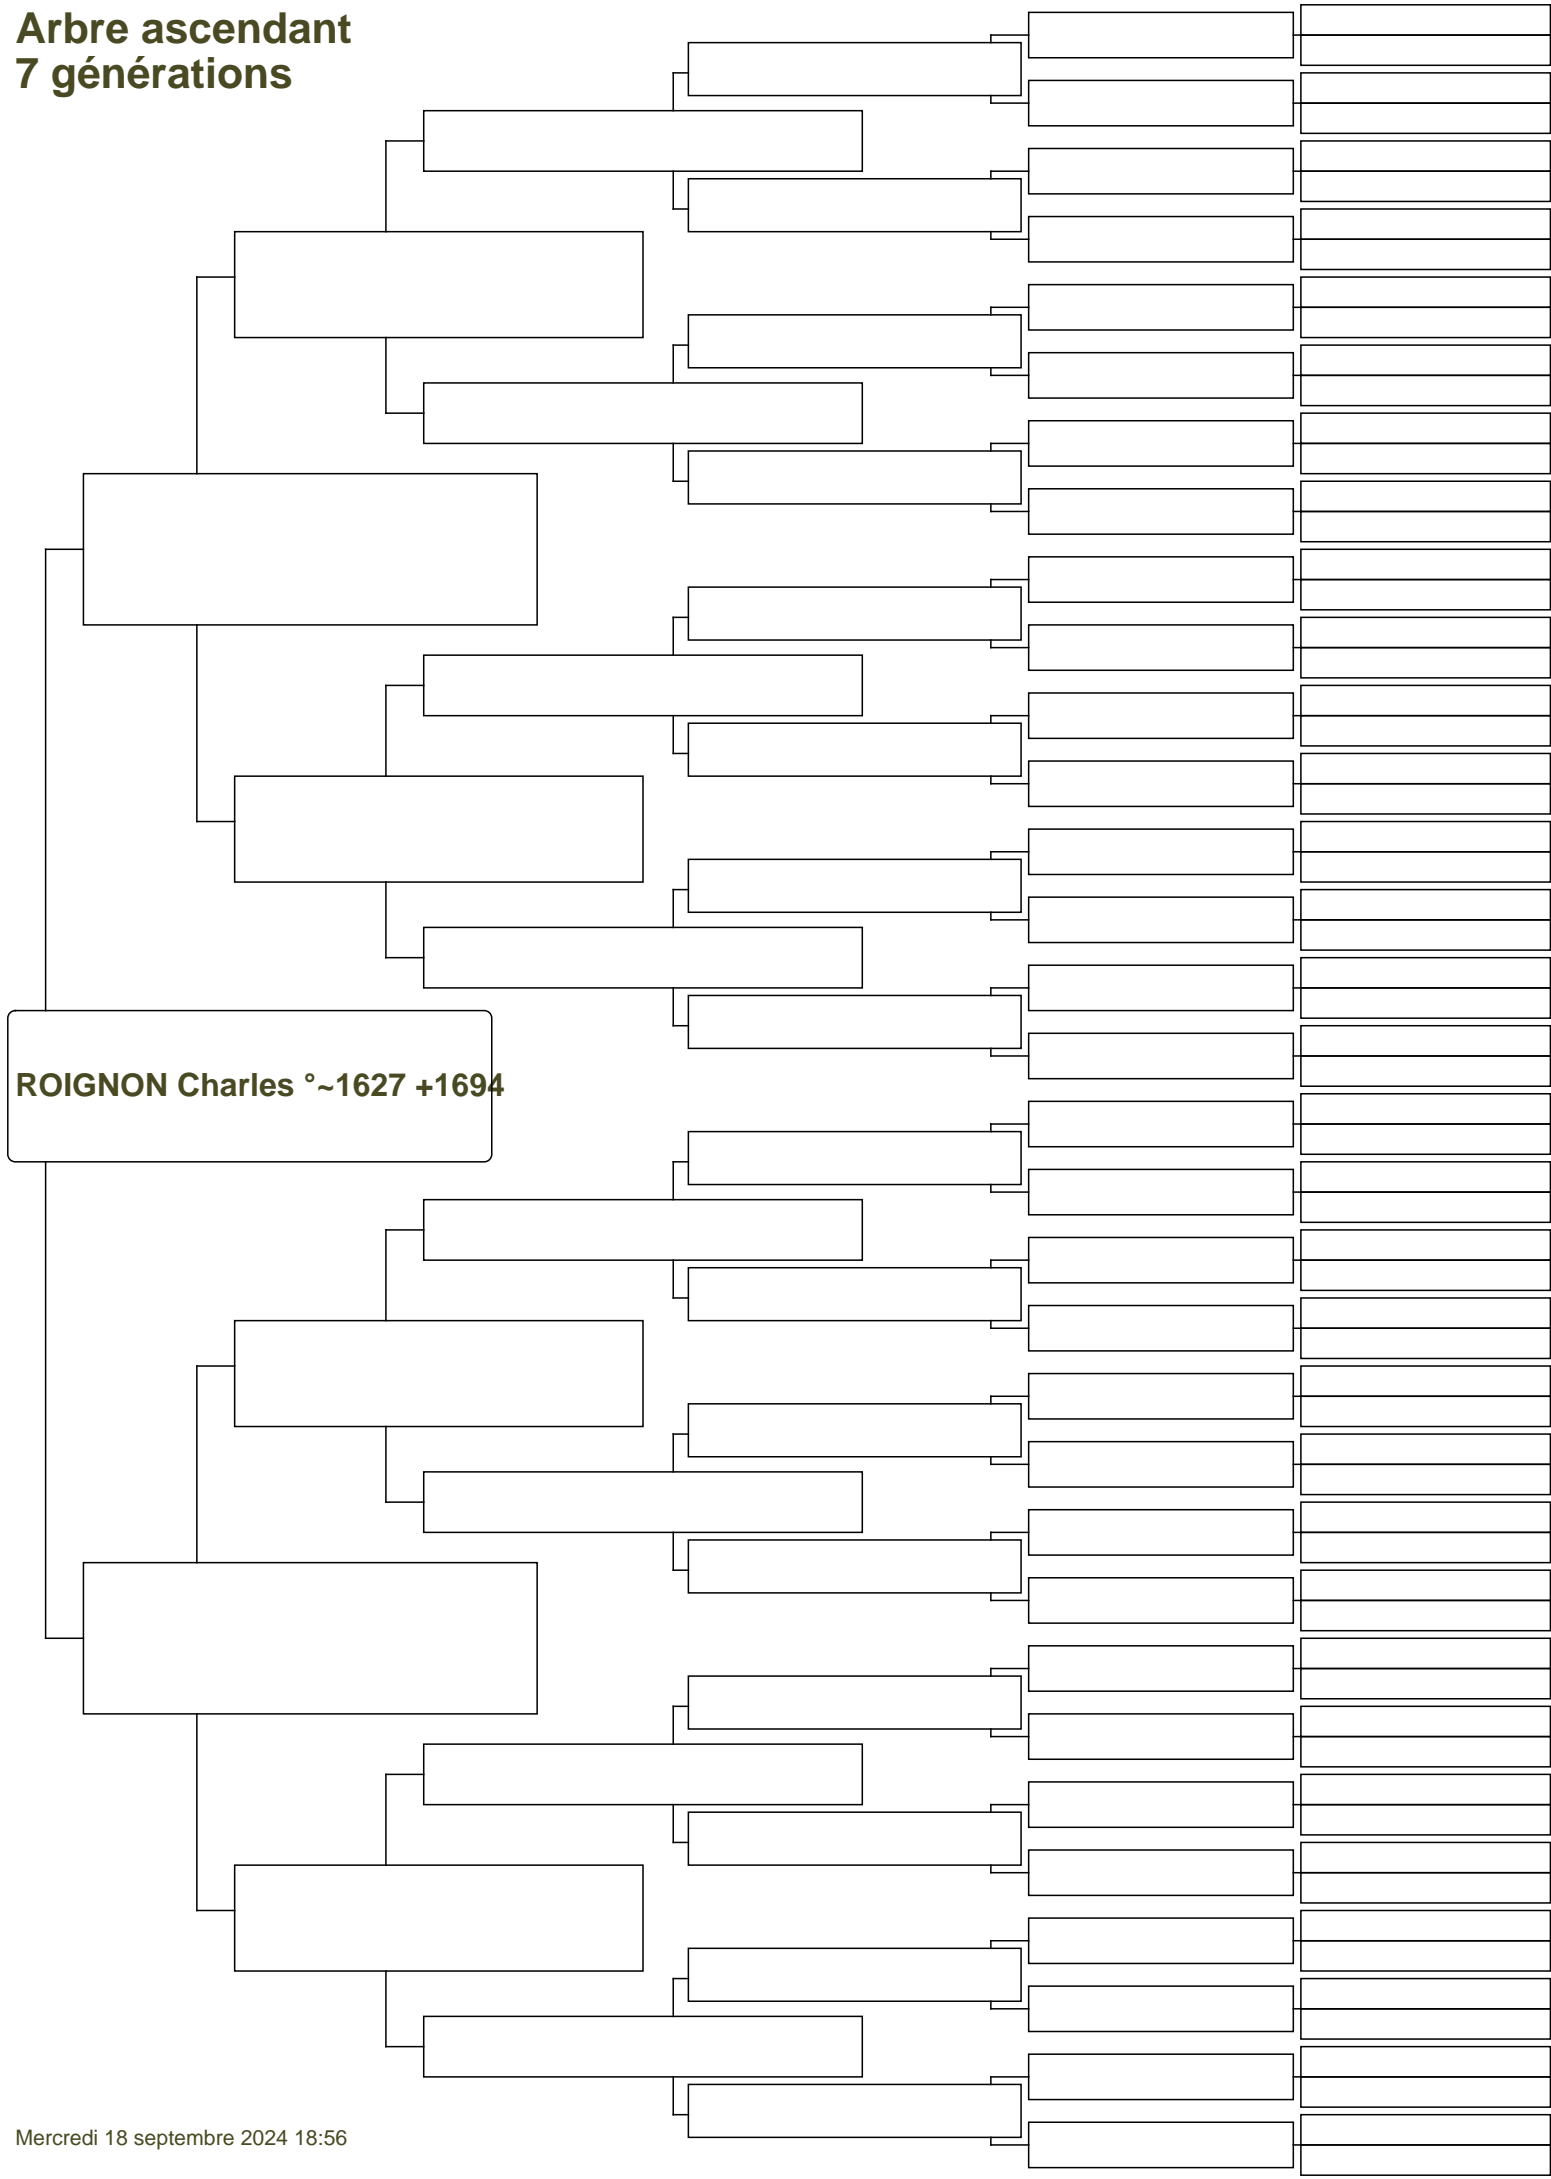 Arbre ascendant
7 générations
ROIGNON Charles °~1627 +1694
Mercredi 18 septembre 2024 18:56